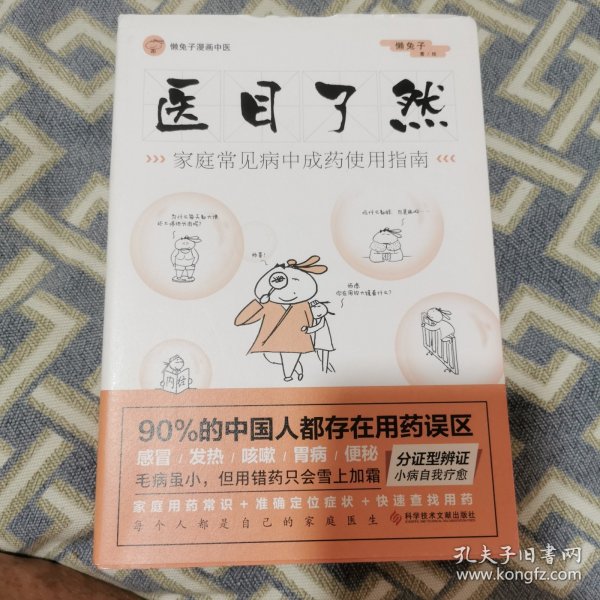 懒兔子漫画中医
懒兔子
著/绘
医目了然
››› 家庭常见病中成药使用指南 ‹‹‹
帅III!
90%的中国人都存在用药误区
感冒/发热/咳嗽/胃病/便秘
分证型辨证
毛病虽小,但用错药只会雪上加霜
小病自我疗愈
家庭用药常识+准确定位症状+快速查找用药
每个人都是自己的家庭医生
科学技术文献出版社
孔夫子旧书网
www.kongfz.com